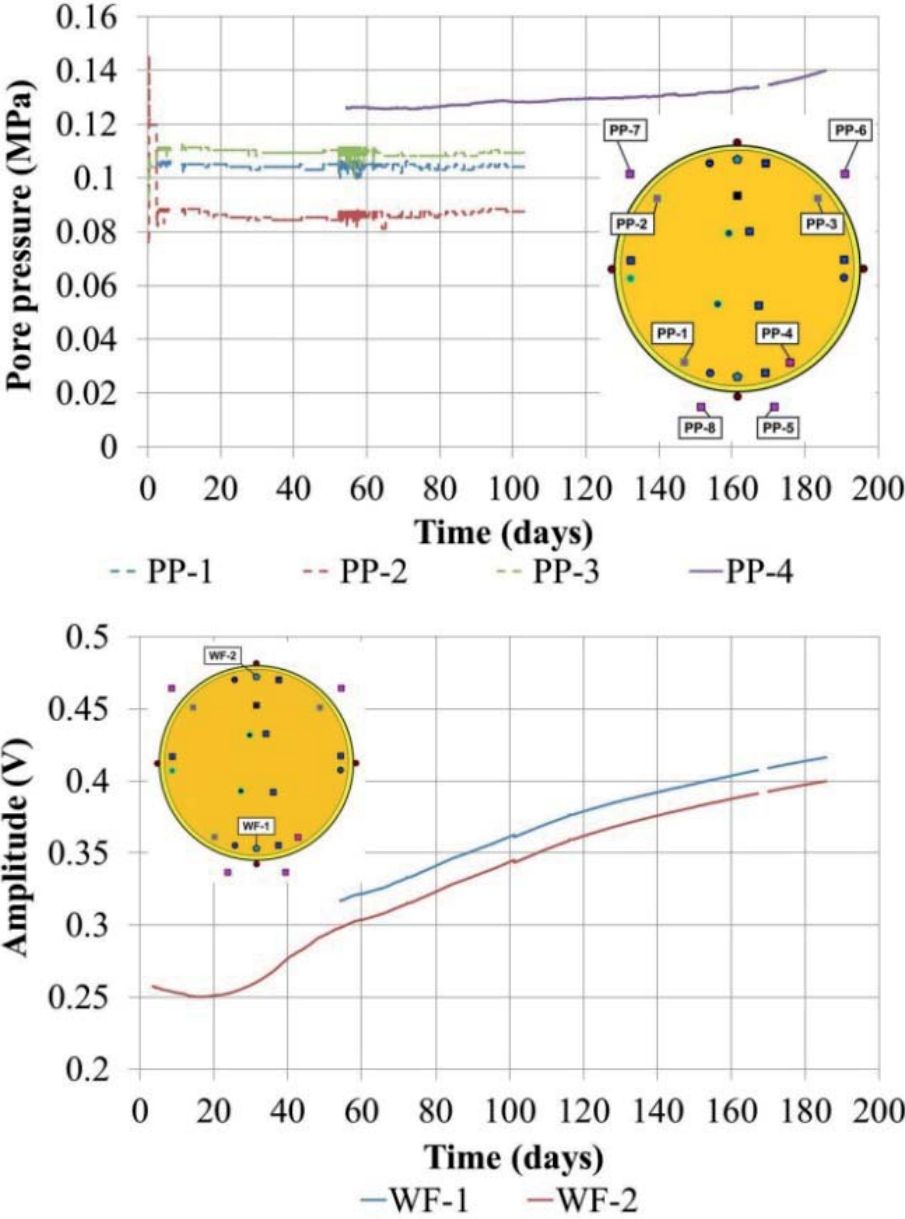 0.16
0.14
0.12
0.1
0.08
0.06
0.04
0.02
0
Pore pressure (MPa)
PP-7
PP-6
PP-2
PP-3
PP-1
PP-4
PP-8
PP-5
0 20 40 60 80 100 120 140 160 180 200
Time (days)
PP-1 PP-2 PP-3 PP-4
0.5
0.45
0.4
0.35
0.3
0.25
0.2
Amplitude (V)
WF-2
WF-1
0 20 40 60 80 100 120 140 160 180 200
Time (days)
WF-1 WF-2